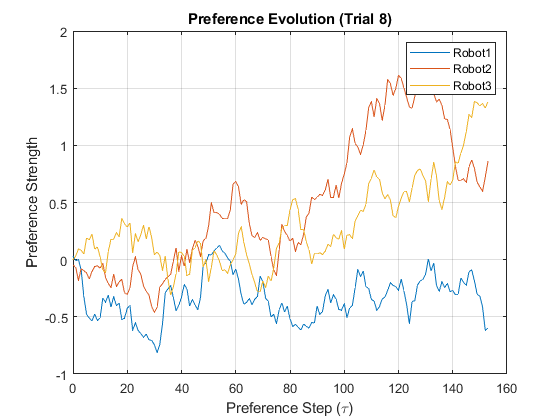 Preference Evolution (Trial 8)
Robot1
Robot2
Robot3
2
1.5
1
0.5
0
-0.5
-1
Preference Strength
0 20 40 60 80 100 120 140 160
Preference Step (τ)